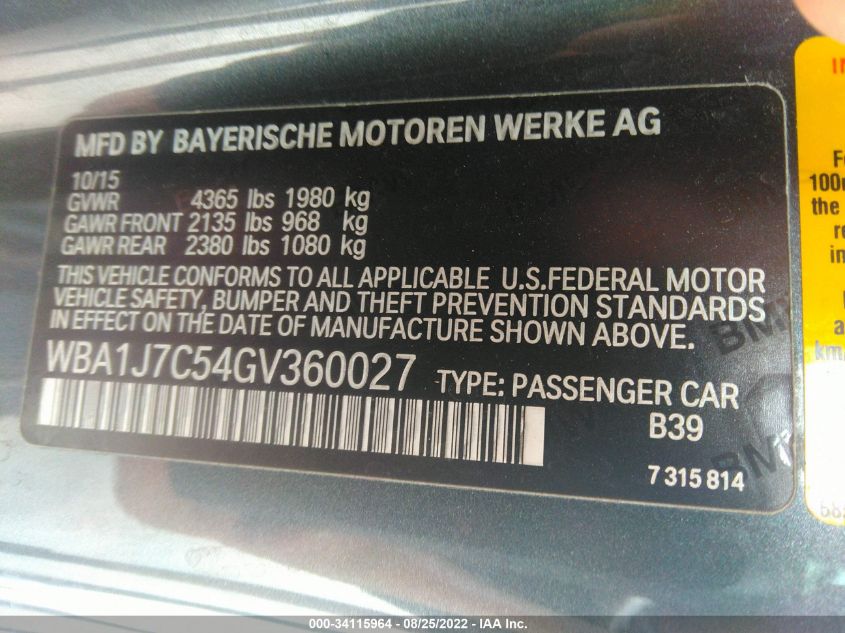 MFD BY BAYERISCHE MOTOREN WERKE AG
10/15
GVWR 4365 lbs 1980 kg
GAWR FRONT 2135 lbs 968 kg
GAWR REAR 2380 lbs 1080 kg
THIS VEHICLE CONFORMS TO ALL APPLICABLE U.S.FEDERAL MOTOR
VEHICLE SAFETY, BUMPER AND THEFT PREVENTION STANDARDS
IN EFFECT ON THE DATE OF MANUFACTURE SHOWN ABOVE.
WBA1J7C54GV360027 TYPE: PASSENGER CAR
B39
7 315 814
100
the
in
000-34115964 - 08/25/2022 - IAA Inc.